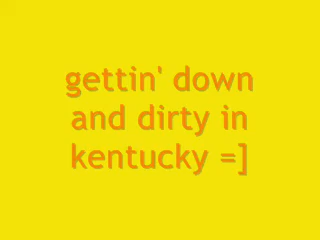 gettin' down
and dirty in
kentucky =]